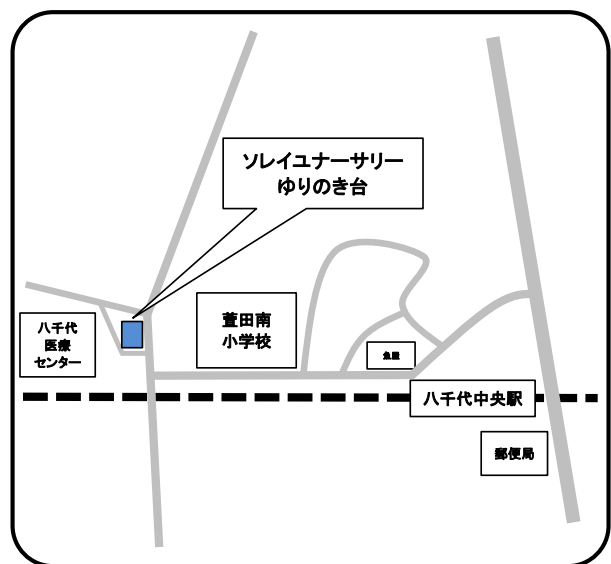 ソレイユナーサリー
ゆりのき台
八千代
医療
センター
萱田南
小学校
八千代中央駅
郵便局